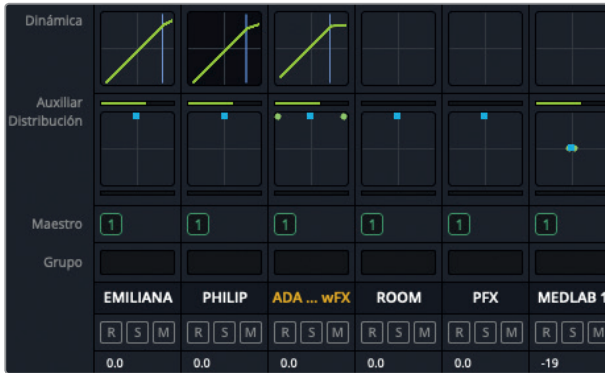 Dinámica
Auxiliar
Distribución
Maestro 1 1 1 1 1 1
Grupo
EMILIANA PHILIP ADA ... wFX ROOM PFX MEDLAB 1
R S M R S M R S M R S M R S M R S M
0.0 0.0 0.0 0.0 0.0 -19